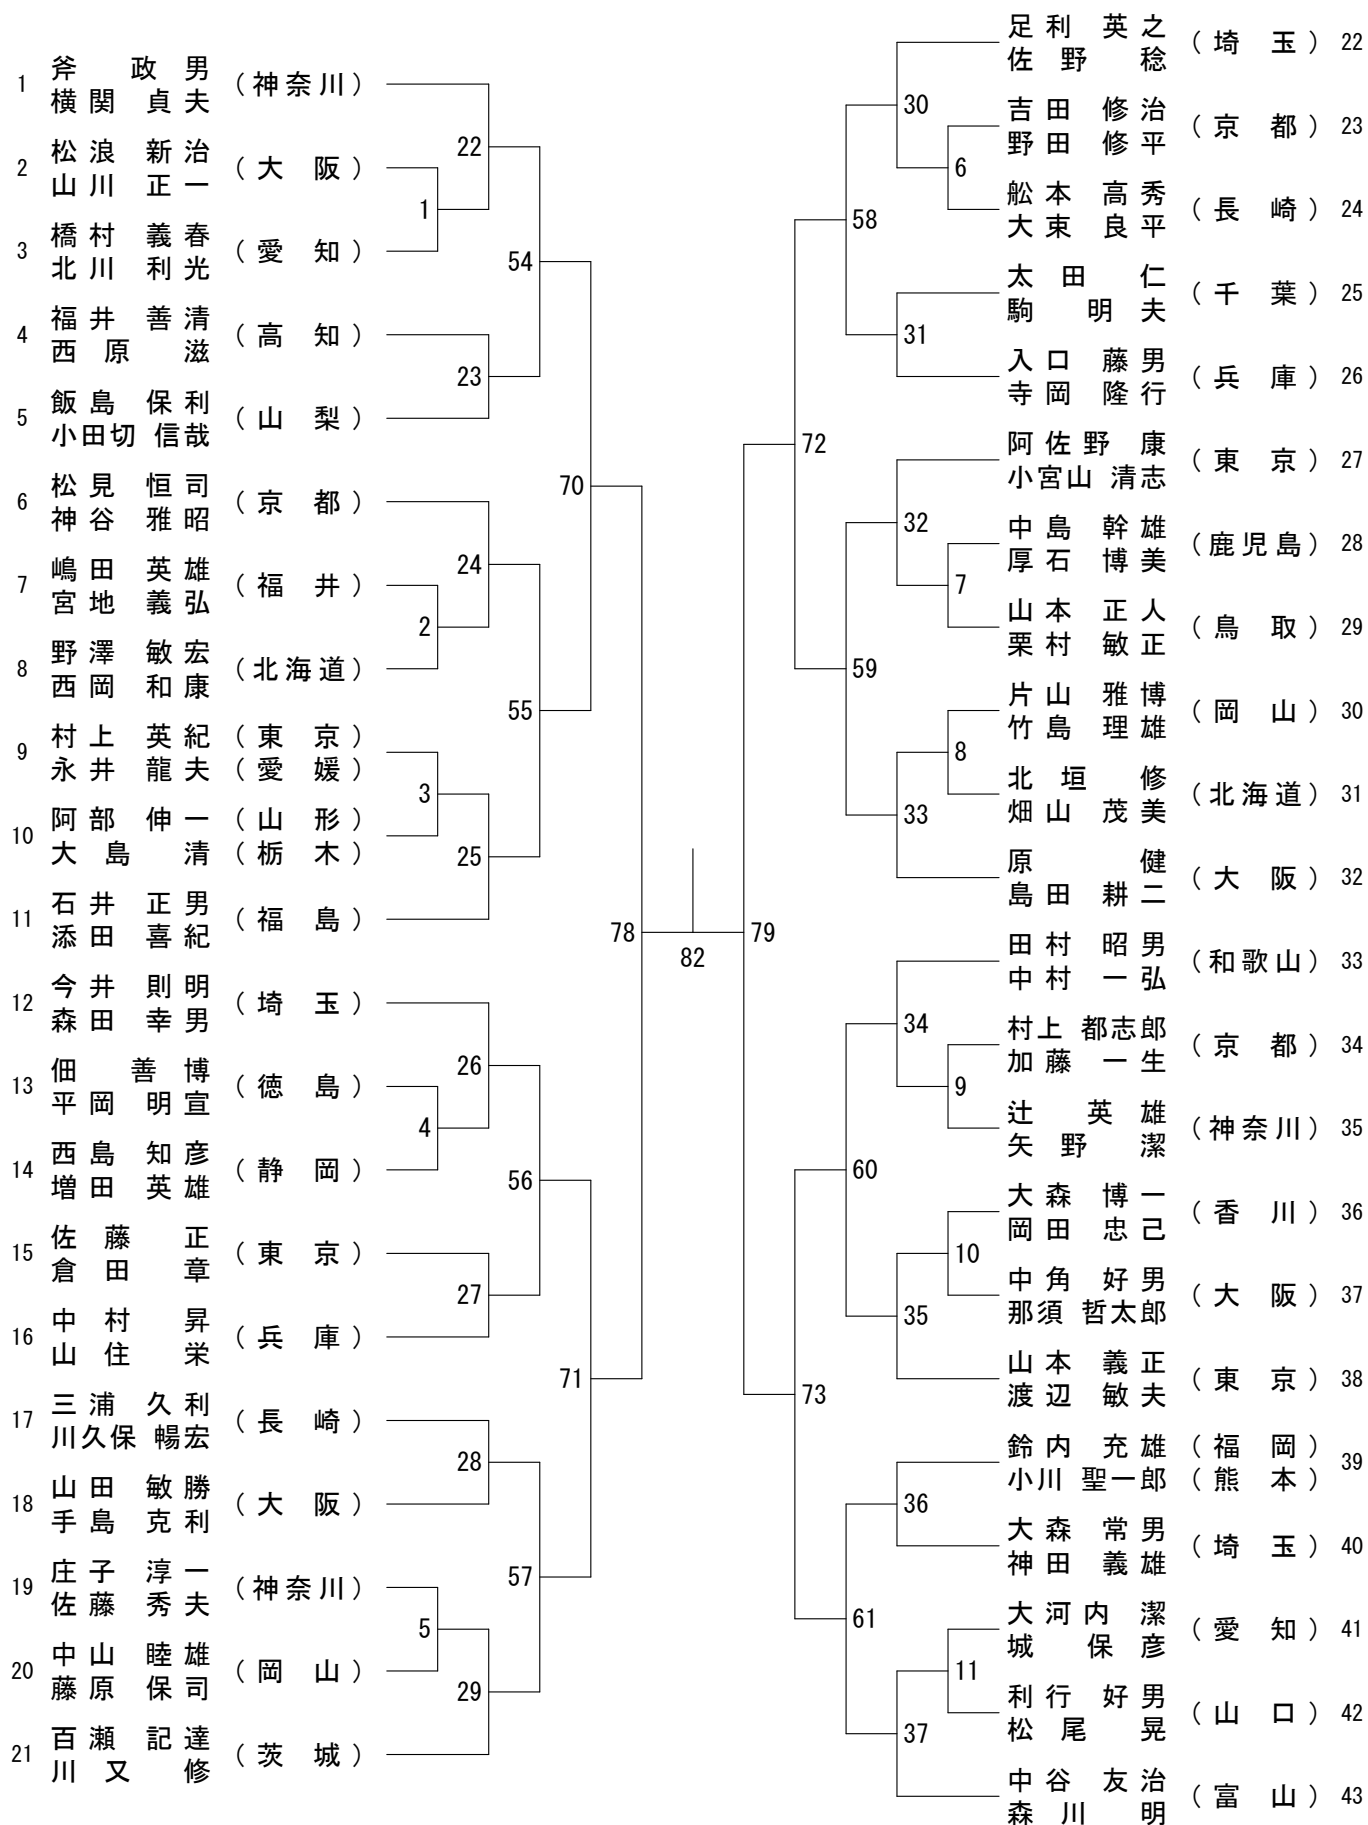 1 斧 政男 (神奈川)
横関貞夫
2 松浪新治 (大阪)
山川正一
3 橋村義春 (愛知)
北川利光
4 福井善清 (高知)
西原滋
5 飯島保利 (山梨)
小田切 信哉
6 松見恒司 (京都)
神谷雅昭
7 嶋田英雄 (福井)
宮地義弘
8 野澤敏宏 (北海道)
西岡和康
9 村上英紀 (東京)
永井龍夫 (愛媛)
10 阿部伸一 (山形)
大島清 (栃木)
11 石井正男 (福島)
添田喜紀
12 今井則明 (埼玉)
森田幸男
13 佃善博 (徳島)
平岡明宣
14 西島知彦 (静岡)
増田英雄
15 佐藤正 (東京)
倉田章
16 中村昇 (兵庫)
山住栄
17 三浦久利 (長崎)
川久保 暢宏
18 山田敏勝 (大阪)
手島克利
19 庄子淳一 (神奈川)
佐藤秀夫
20 中山睦雄 (岡山)
藤原保司
21 百瀬記達 (茨城)
川又修
1
2
3
4
5
22
23
24
25
26
27
28
29
54
55
56
57
70
71
78
82
79
72
73
58
59
60
61
30
31
32
33
34
35
36
37
6
7
8
9
10
11
足利英之 (埼玉) 22
佐野稔
吉田修治 (京都) 23
野田修平
舩本高秀 (長崎) 24
大束良平
太田仁 (千葉) 25
駒明夫
入口藤男 (兵庫) 26
寺岡隆行
阿佐野康 (東京) 27
小宮山 清志
中島幹雄 (鹿児島) 28
厚石博美
山本正人 (鳥取) 29
栗村敏正
片山雅博 (岡山) 30
竹島理雄
北垣修 (北海道) 31
畑山茂美
原健 (大阪) 32
島田耕二
田村昭男 (和歌山) 33
中村一弘
村上 都志郎 (京都) 34
加藤一生
辻英雄 (神奈川) 35
矢野潔
大森博一 (香川) 36
岡田忠己
中角好男 (大阪) 37
那須 哲太郎
山本義正 (東京) 38
渡辺敏夫
鈴内充雄 (福岡) 39
小川 聖一郎 (熊本)
大森常男 (埼玉) 40
神田義雄
大河内潔 (愛知) 41
城保彦
利行好男 (山口) 42
松尾晃
中谷友治 (富山) 43
森川明